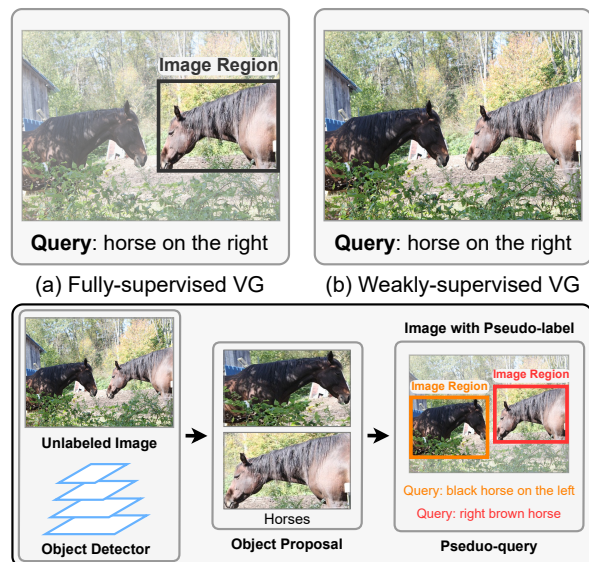 Image Region
Query: horse on the right
(a) Fully-supervised VG
Query: horse on the right
(b) Weakly-supervised VG
Unlabeled Image
Object Detector
Horses
Object Proposal
Image with Pseudo-label
Image Region
Image Region
Query: black horse on the left
Query: right brown horse
Pseduo-query